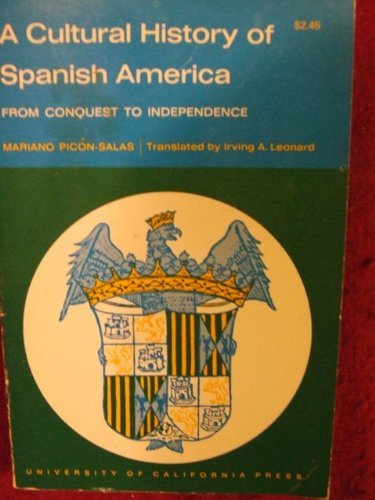 A Cultural History of
$2.45
Spanish America
FROM CONQUEST TO INDEPENDENCE
MARIANO PICÓN-SALAS | Translated by Irving A. Leonard
UNIVERSITY OF CALIFORNIA PRESS